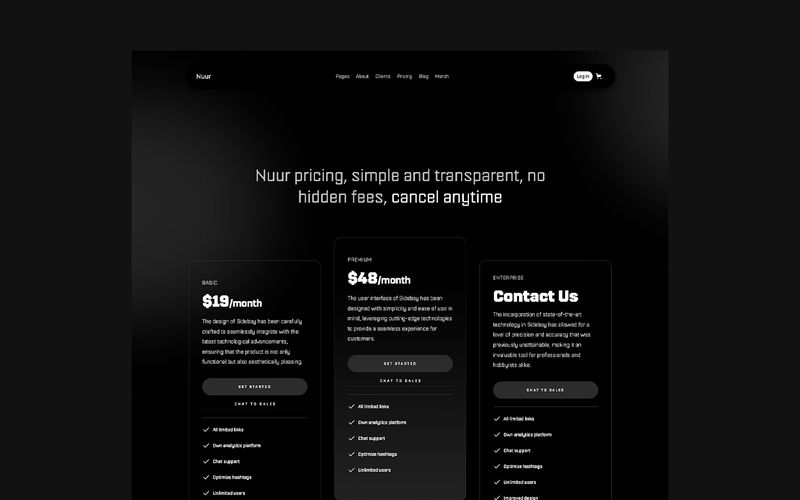 Nuur
Pages About Clients Pricing Blog Merch
Log in
Nuur pricing, simple and transparent, no
hidden fees, cancel anytime
BASIC
$19/month
The design of Sidebay has been carefully
crafted to seamlessly integrate with the
latest technological advancements,
ensuring that the product is not only
functional but also aesthetically pleasing.
GET STARTED
CHAT TO SALES
All limited links
Own analytics platform
Chat support
Optimize hashtags
Unlimited users
PREMIUM
$48/month
The user interface of Sidebay has been
designed with simplicity and ease of use in
mind, leveraging cutting-edge technologies
to provide a seamless experience for
customers.
GET STARTED
CHAT TO SALES
All limited links
Own analytics platform
Chat support
Optimize hashtags
Unlimited users
ENTERPRISE
Contact Us
The incorporation of state-of-the-art
technology in Sidebay has allowed for a
level of precision and accuracy that was
previously unattainable, making it an
invaluable tool for professionals and
hobbyists alike.
CHAT TO SALES
All limited links
Own analytics platform
Chat support
Optimize hashtags
Unlimited users
Improved design